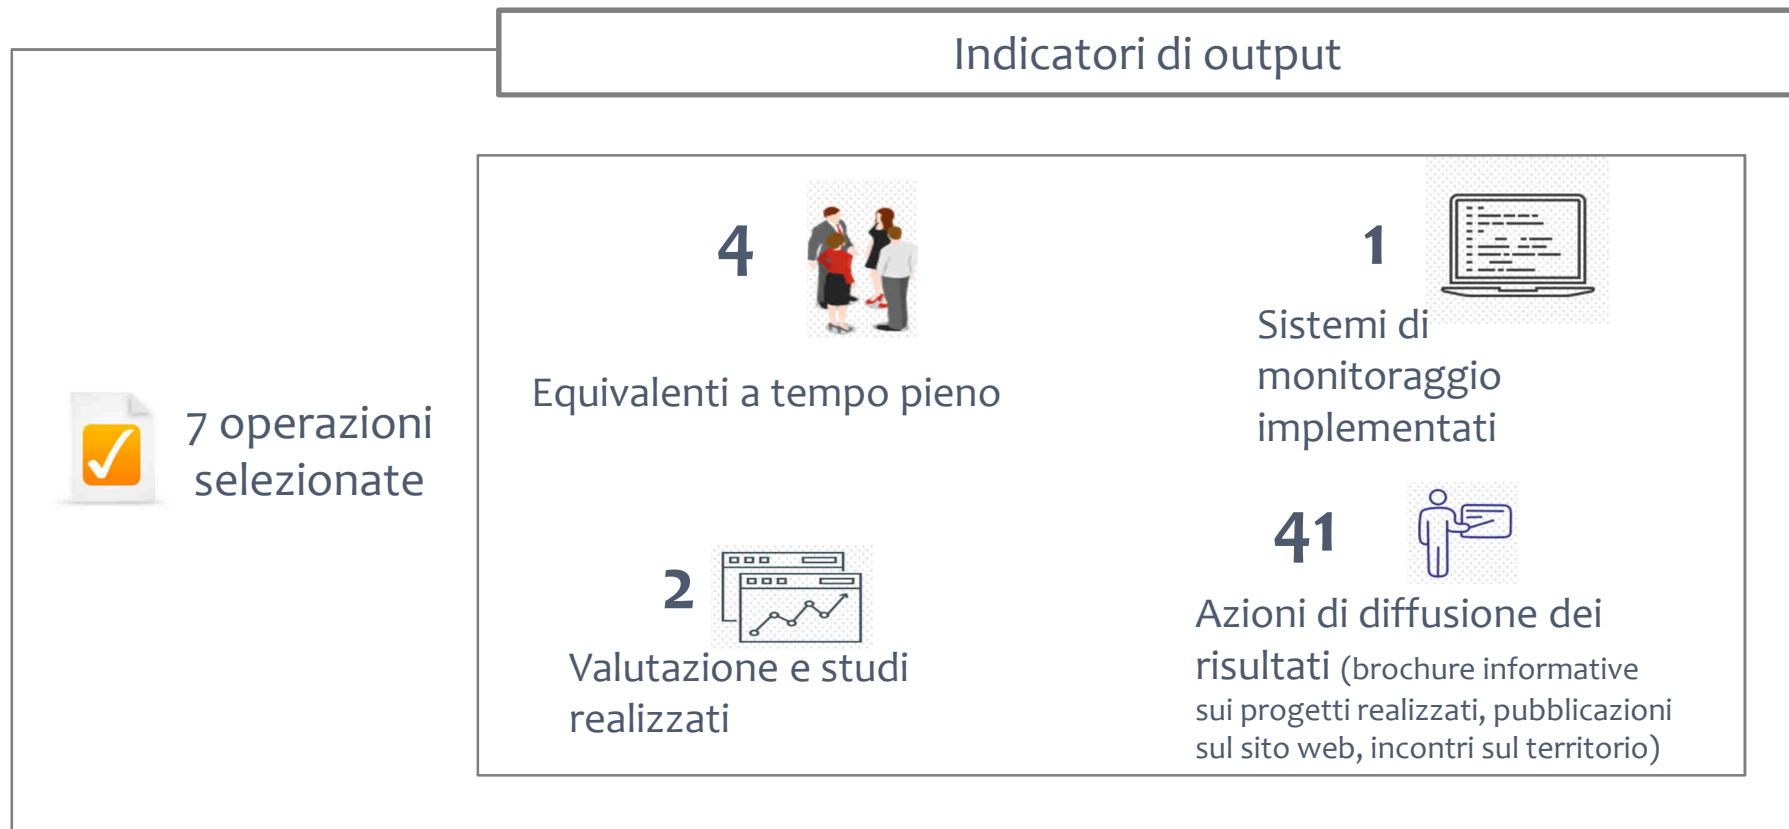 Indicatori di output
7 operazioni
selezionate
4
Equivalenti a tempo pieno
1
Sistemi di
monitoraggio
implementati
2
Valutazione e studi
realizzati
41
Azioni di diffusione dei
risultati (brochure informative
sui progetti realizzati, pubblicazioni
sul sito web, incontri sul territorio)